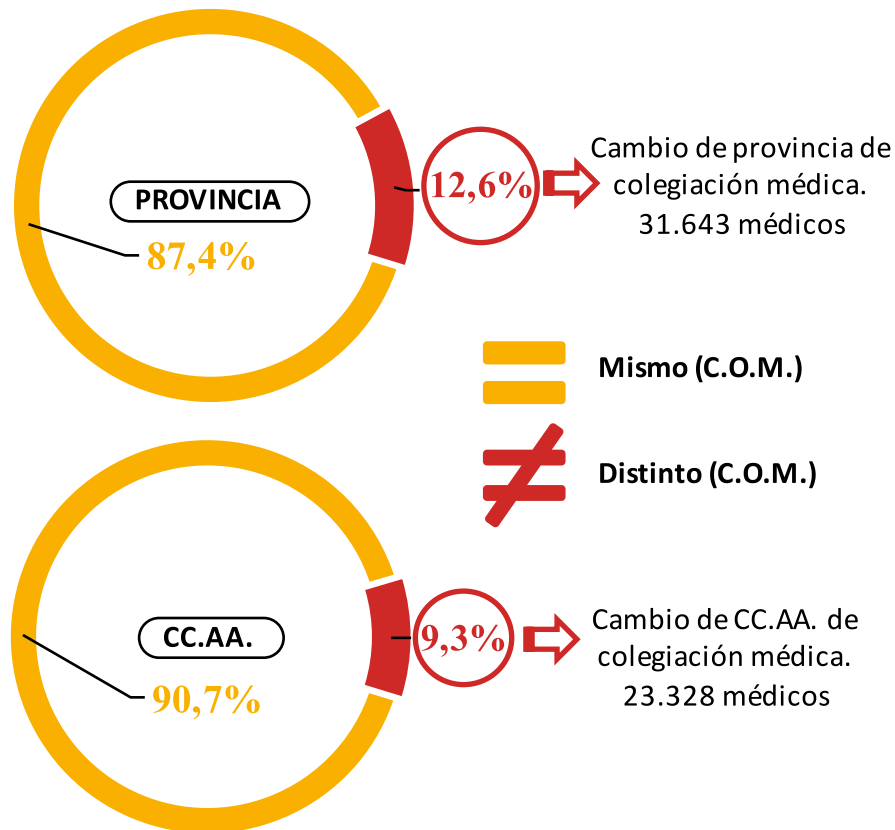 PROVINCIA
87,4%
12,6%
Cambio de provincia de
colegiación médica.
31.643 médicos
Mismo (C.O.M.)
Distinto (C.O.M.)
CC.AA.
90,7%
9,3%
Cambio de CC.AA. de
colegiación médica.
23.328 médicos